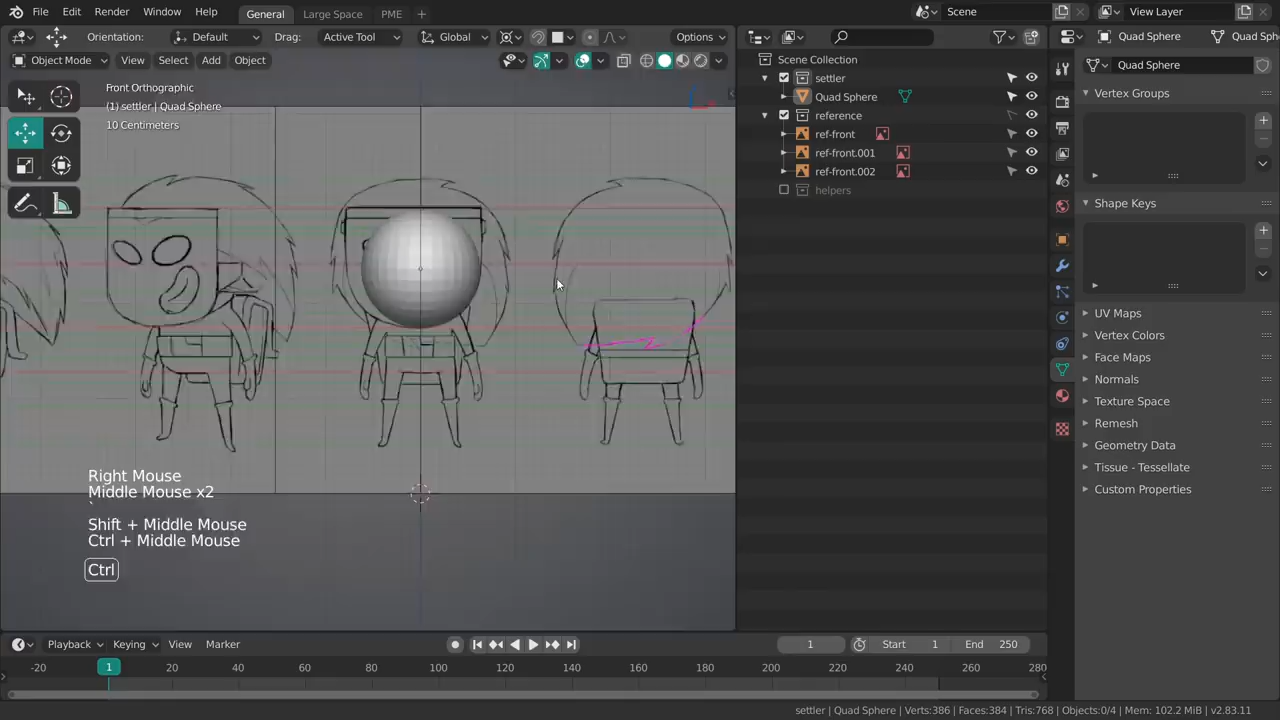 File Edit Render Window Help General Large Space PME + Scene View Layer
Orientation: Default Drag: Active Tool Global Options Quad Sphere Quad Sph
Object Mode View Select Add Object Quad Sphere
Front Orthographic
(1) settler | Quad Sphere
10 Centimeters
Scene Collection
settler
Quad Sphere
reference
ref-front
ref-front.001
ref-front.002
helpers
Vertex Groups
Shape Keys
UV Maps
Vertex Colors
Face Maps
Normals
Texture Space
Remesh
Geometry Data
Tissue - Tessellate
Custom Properties
Right Mouse
Middle Mouse x2
`
Shift + Middle Mouse
Ctrl + Middle Mouse
Ctrl
Playback Keying View Marker 1 Start 1 End 250
-20 1 20 40 60 80 100 120 140 160 180 200 220 240 260 280
settler | Quad Sphere | Verts:386 | Faces:384 | Tris:768 | Objects:0/4 | Mem: 102.2 MiB | v2.83.11